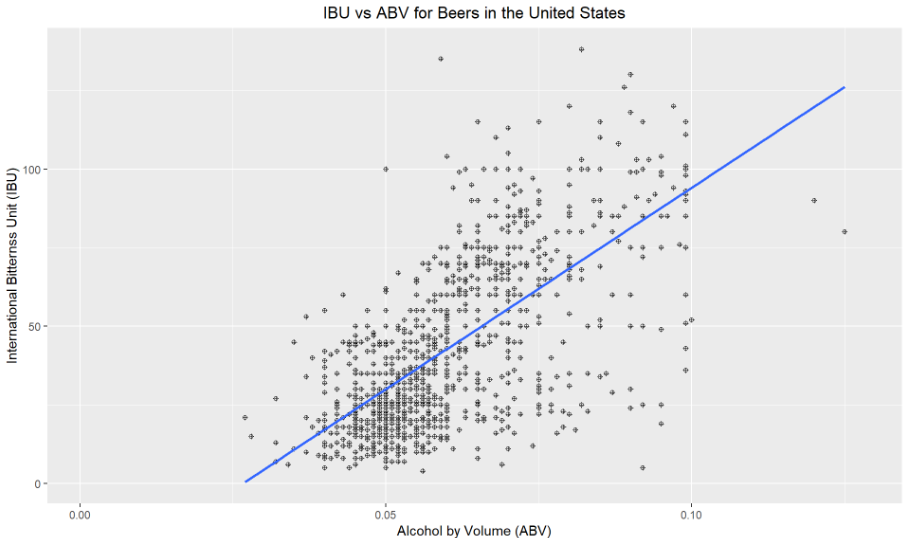 IBU vs ABV for Beers in the United States
International Bitternss Unit (IBU)
100
50
0
0.00
0.05
0.10
Alcohol by Volume (ABV)